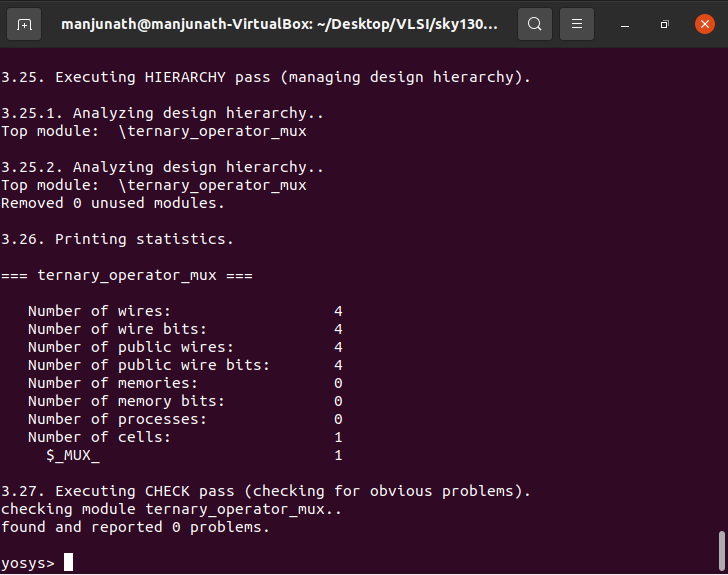 manjunath@manjunath-VirtualBox: ~/Desktop/VLSI/sky130...
3.25. Executing HIERARCHY pass (managing design hierarchy).
3.25.1. Analyzing design hierarchy..
Top module:  \ternary_operator_mux
3.25.2. Analyzing design hierarchy..
Top module:  \ternary_operator_mux
Removed 0 unused modules.
3.26. Printing statistics.
=== ternary_operator_mux ===
   Number of wires:                  4
   Number of wire bits:              4
   Number of public wires:           4
   Number of public wire bits:       4
   Number of memories:               0
   Number of memory bits:            0
   Number of processes:              0
   Number of cells:                  1
     $_MUX_                          1
3.27. Executing CHECK pass (checking for obvious problems).
checking module ternary_operator_mux..
found and reported 0 problems.
yosys>